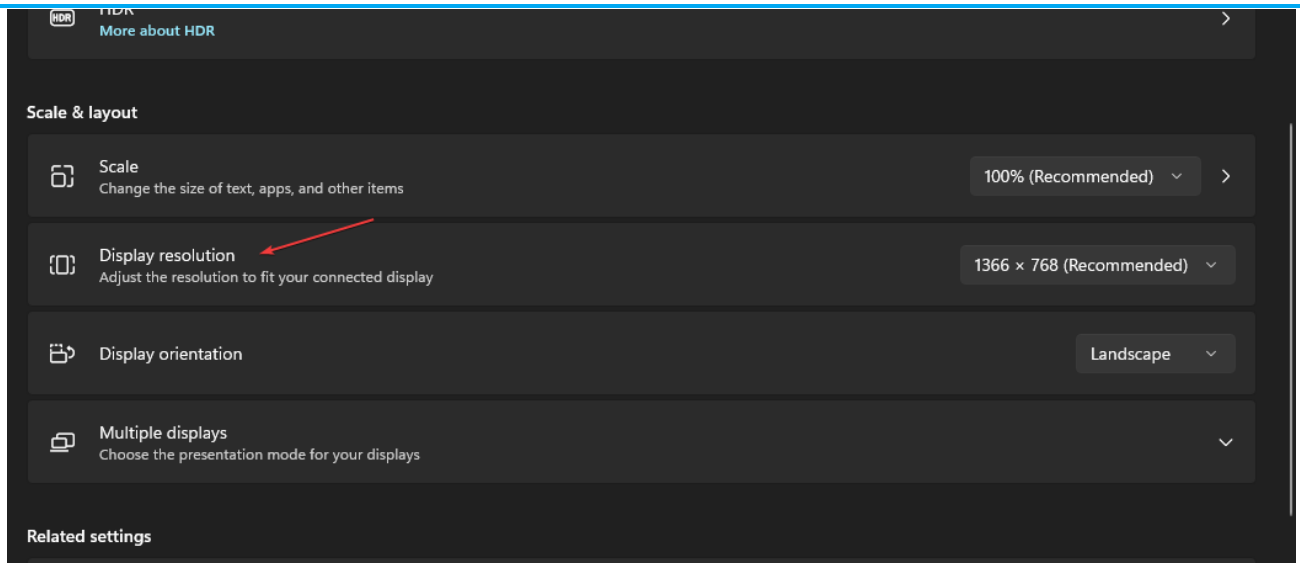 HDR
HDR
More about HDR
Scale & layout
Scale
Change the size of text, apps, and other items
100% (Recommended)
Display resolution
Adjust the resolution to fit your connected display
1366 × 768 (Recommended)
Display orientation
Landscape
Multiple displays
Choose the presentation mode for your displays
Related settings